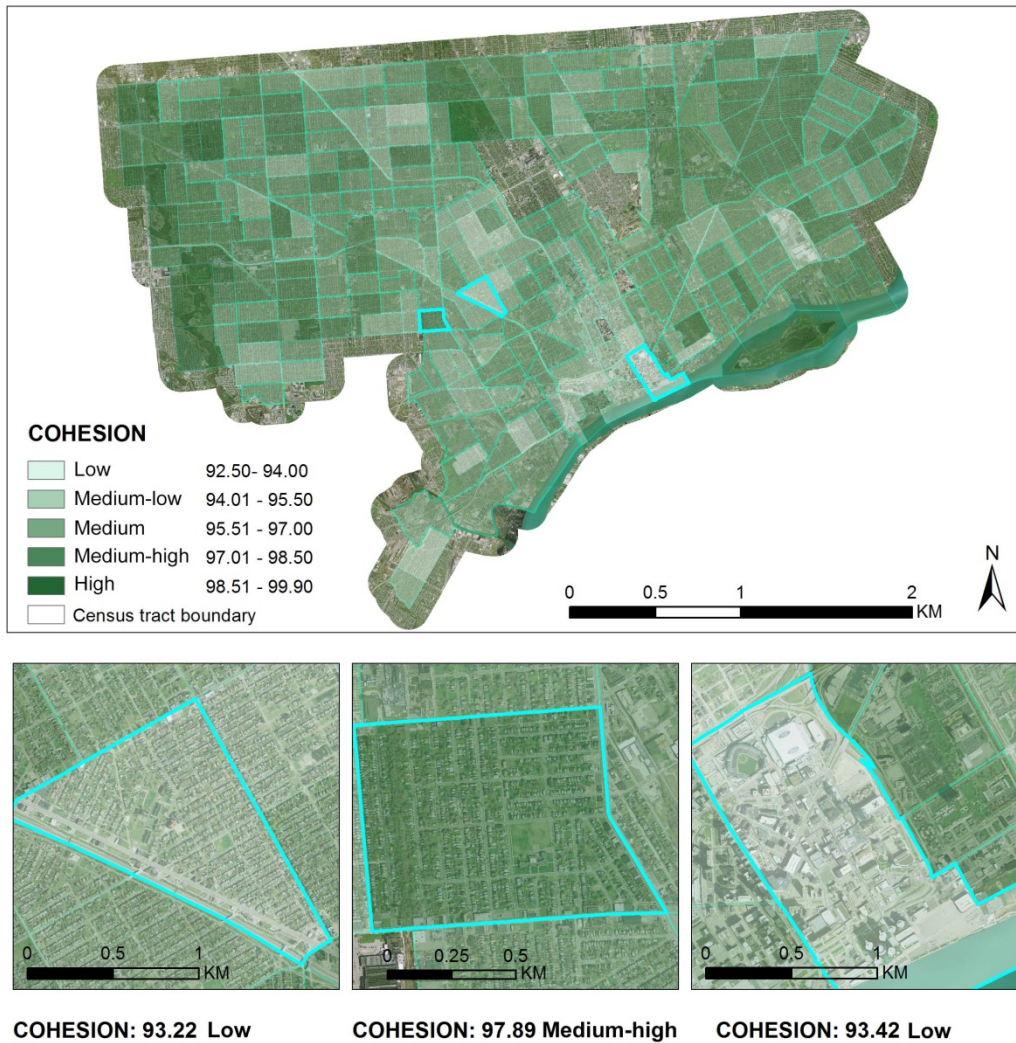 COHESION
Low 92.50- 94.00
Medium-low 94.01 - 95.50
Medium 95.51 - 97.00
Medium-high 97.01 - 98.50
High 98.51 - 99.90
Census tract boundary
0 0.5 1 2
KM
N
0 0.5 1
KM
0 0.25 0.5
KM
0 0.5 1
KM
COHESION: 93.22 Low
COHESION: 97.89 Medium-high
COHESION: 93.42 Low